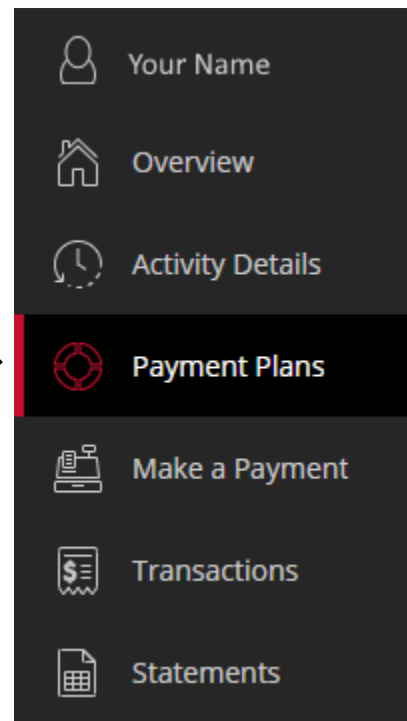 Your Name
Overview
Activity Details
Payment Plans
Make a Payment
Transactions
Statements